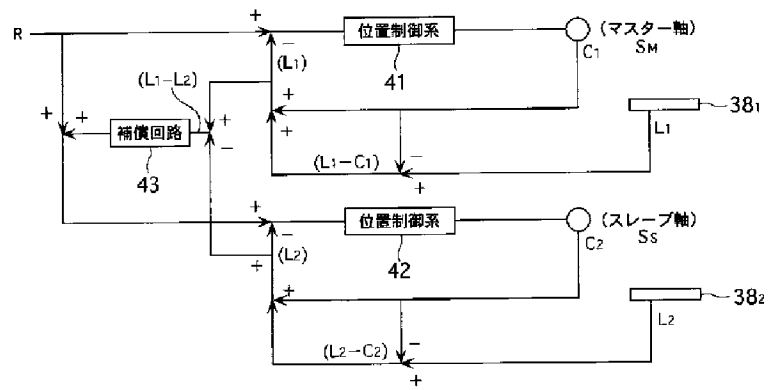 R
+
−
位置制御系
41
(マスター軸)
SM
C1
(L1)
(L1−L2)
+
+
+
−
補償回路
43
+
+
381
L1
(L1−C1)
−
+
+
−
位置制御系
42
(スレーブ軸)
SS
C2
(L2)
+
+
382
L2
(L2−C2)
−
+